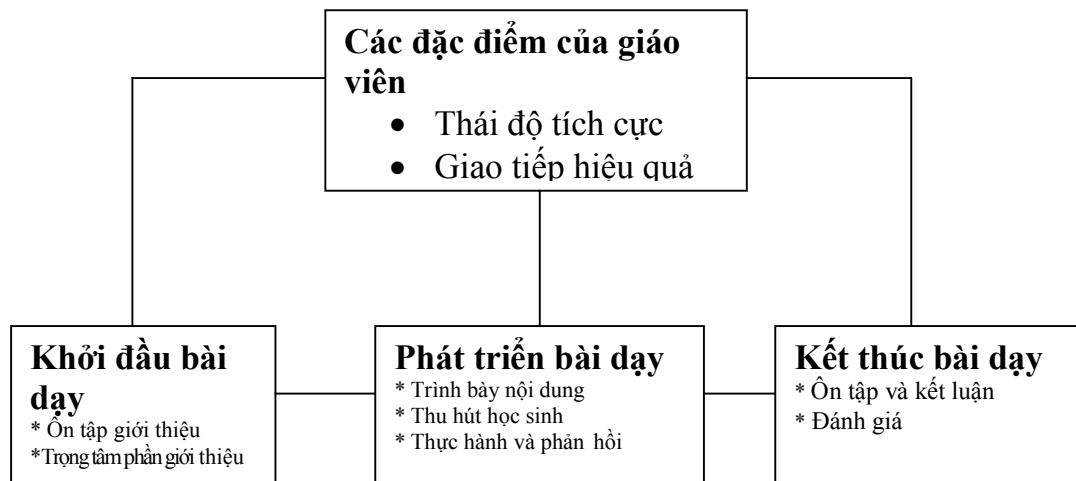 Các đặc điểm của giáo
viên
• Thái độ tích cực
• Giao tiếp hiệu quả
Khởi đầu bài
dạy
* Ôn tập giới thiệu
*Trọng tâm phần giới thiệu
Phát triển bài dạy
* Trình bày nội dung
* Thu hút học sinh
* Thực hành và phản hồi
Kết thúc bài dạy
* Ôn tập và kết luận
* Đánh giá